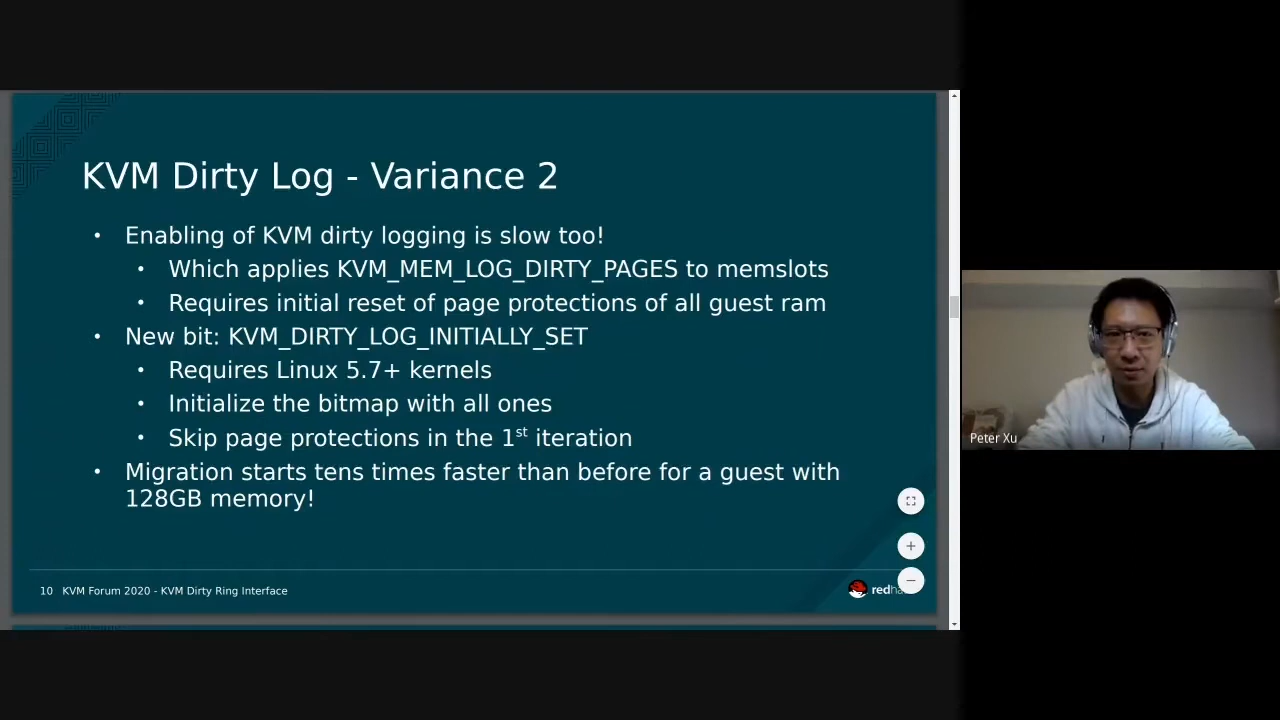 KVM Dirty Log - Variance 2
• Enabling of KVM dirty logging is slow too!
• Which applies KVM_MEM_LOG_DIRTY_PAGES to memslots
• Requires initial reset of page protections of all guest ram
• New bit: KVM_DIRTY_LOG_INITIALLY_SET
• Requires Linux 5.7+ kernels
• Initialize the bitmap with all ones
• Skip page protections in the 1st iteration
• Migration starts tens times faster than before for a guest with
128GB memory!
10 KVM Forum 2020 - KVM Dirty Ring Interface
Peter Xu